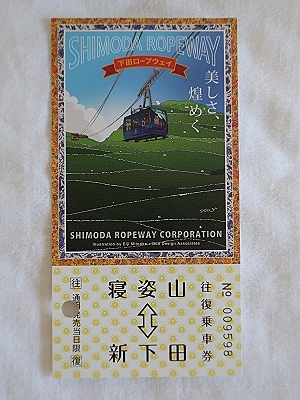 SHIMODA ROPEWAY
下田ロープウェイ
美しさ、
煌めく
SHIMODA ROPEWAY CORPORATION
Illustration by Eiji Mitooka + Don Design Associates
No 009598
往復乗車券
寝姿山
新下田
往
通用発売当日限
復